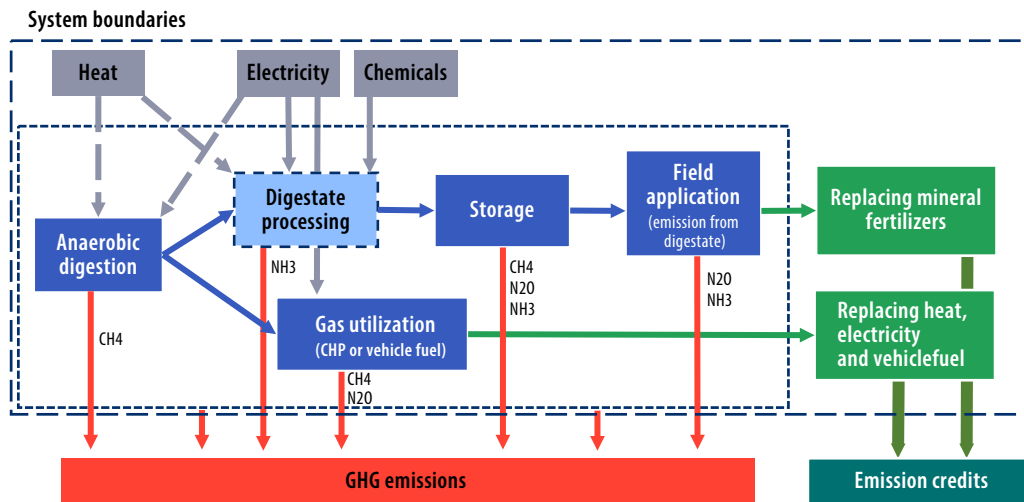 System boundaries
Heat
Electricity
Chemicals
Digestate
processing
Storage
Field
application
(emission from
digestate)
Replacing mineral
fertilizers
Anaerobic
digestion
NH3
CH4
N2O
NH3
N2O
NH3
Gas utilization
(CHP or vehicle fuel)
Replacing heat,
electricity
and vehiclefuel
CH4
CH4
N2O
GHG emissions
Emission credits